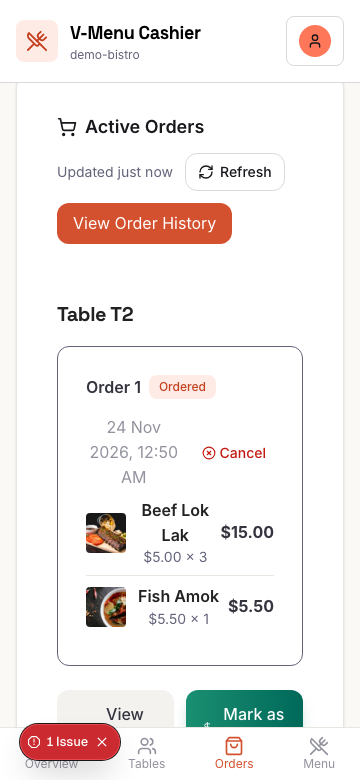 V-Menu Cashier
demo-bistro
Active Orders
Updated just now
Refresh
View Order History
Table T2
Order 1
Ordered
24 Nov
2026, 12:50
AM
Cancel
Beef Lok
Lak
$5.00 × 3
$15.00
Fish Amok
$5.50 × 1
$5.50
View
$
Mark as
1 Issue
Overview
Tables
Orders
Menu